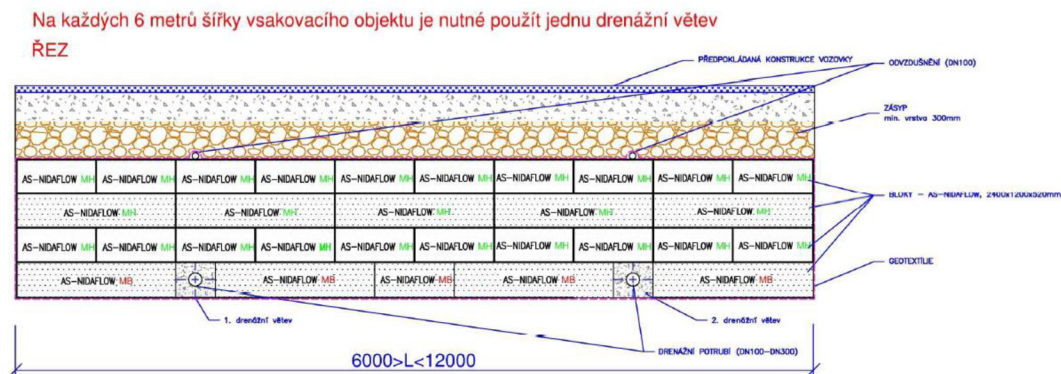 Na každých 6 metrů šířky vsakovacího objektu je nutné použít jednu drenážní větev
ŘEZ
PŘEDPOKLÁDANÁ KONSTRUKCE VOZOVKY
ODVZDUŠNĚNÍ (DN100)
ZÁSYP
min. vrstva 300mm
AS-NIDAFLOW MH AS-NIDAFLOW MH AS-NIDAFLOW MH AS-NIDAFLOW MH AS-NIDAFLOW MH AS-NIDAFLOW MH AS-NIDAFLOW MH AS-NIDAFLOW MH AS-NIDAFLOW MH AS-NIDAFLOW MH
AS-NIDAFLOW MH AS-NIDAFLOW MH AS-NIDAFLOW MH AS-NIDAFLOW MH AS-NIDAFLOW MH
BLOKY - AS-NIDAFLOW, 2400x1200x520mm
AS-NIDAFLOW MH AS-NIDAFLOW MH AS-NIDAFLOW MH AS-NIDAFLOW MH AS-NIDAFLOW MH AS-NIDAFLOW MH AS-NIDAFLOW MH AS-NIDAFLOW MH AS-NIDAFLOW MH AS-NIDAFLOW MH
GEOTEXTÍLIE
AS-NIDAFLOW MB AS-NIDAFLOW MB AS-NIDAFLOW MB AS-NIDAFLOW MB
1. drenážní větev
2. drenážní větev
DRENÁŽNÍ POTRUBÍ (DN100-DN300)
6000>L<12000